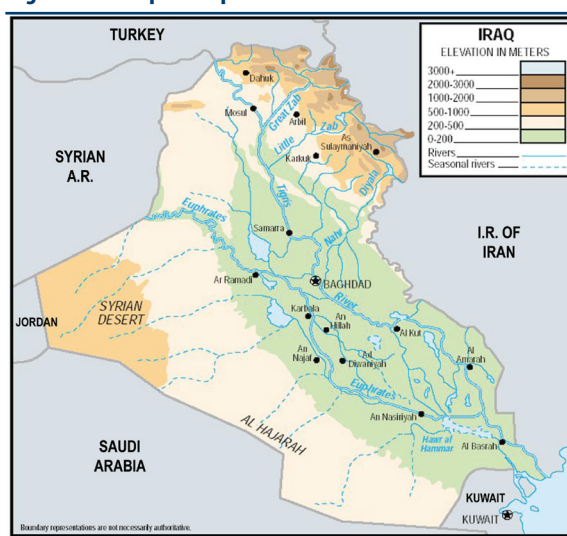 TURKEY
IRAQ
ELEVATION IN METERS
3000+
2000-3000
1000-2000
500-1000
200-500
0-200
Rivers
Seasonal rivers
Dahuk
Mosul
Great Zab
Arbil
Little Zab
As
Sulaymaniyah
Karkuk
SYRIAN
A.R.
Tigris
Diyala
Euphrates
Samarra
Nahr
I.R. OF
IRAN
Ar Ramadi
BAGHDAD
River
SYRIAN
DESERT
JORDAN
Karbala
An
Hillah
Al Kut
An
Najaf
Ad
Diwaniyah
Al
Amarah
Euphrates
An Nasiriyah
AL HAJARAH
Hawr al
Hammar
Al Basrah
SAUDI
ARABIA
KUWAIT
KUWAIT
Boundary representations are not necessarily authoritative.